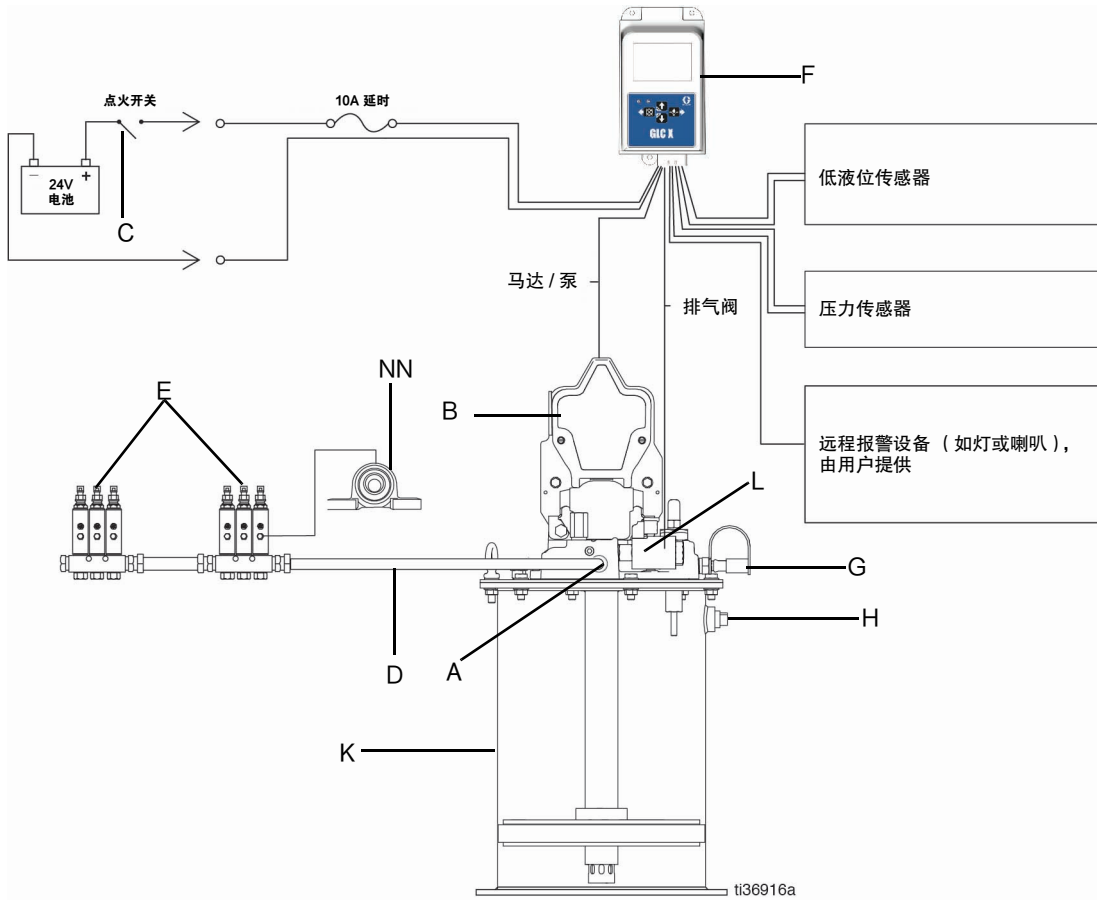 F
点火开关
10A 延时
GLC X
− +
24V
电池
C
低液位传感器
马达 / 泵
排气阀
压力传感器
NN
E
B
远程报警设备 （如灯或喇叭），
由用户提供
L
G
H
D
A
K
ti36916a